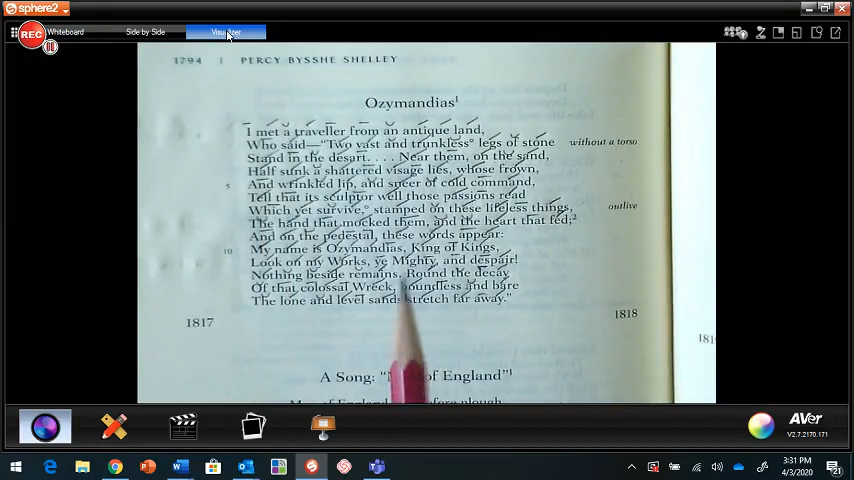 sphere2
REC
Whiteboard
Side by Side
Visualizer
1794 | PERCY BYSSHE SHELLEY
Ozymandias¹
I met a traveller from an antique land,
Who said—“Two vast and trunkless° legs of stone without a torso
Stand in the desart. . . . Near them, on the sand,
Half sunk a shattered visage lies, whose frown,
5 And wrinkled lip, and sneer of cold command,
Tell that its sculptor well those passions read
Which yet survive,° stamped on these lifeless things, outlive
The hand that mocked them, and the heart that fed;²
And on the pedestal, these words appear:
10 My name is Ozymandias, King of Kings,
Look on my Works, ye Mighty, and despair!
Nothing beside remains. Round the decay
Of that colossal Wreck, boundless and bare
The lone and level sands stretch far away.”
1817 1818
A Song: “ of England”¹
Men of England plough
AVer
V2.7.2170.171
3:31 PM
4/3/2020
21